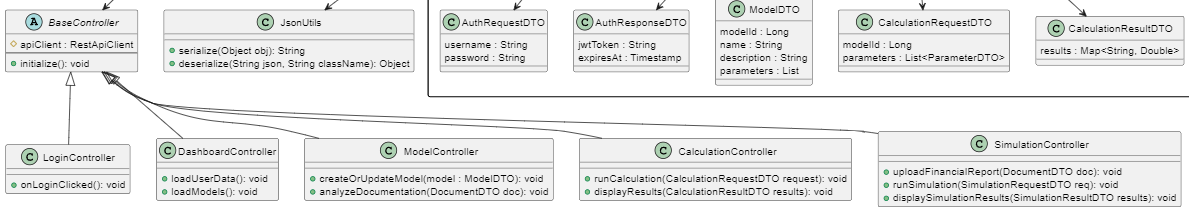 A BaseController
apiClient : RestApiClient
initialize(): void
C JsonUtils
serialize(Object obj): String
deserialize(String json, String className): Object
C AuthRequestDTO
username : String
password : String
C AuthResponseDTO
jwtToken : String
expiresAt : Timestamp
C ModelDTO
modelId : Long
name : String
description : String
parameters : List
C CalculationRequestDTO
modelId : Long
parameters : List<ParameterDTO>
C CalculationResultDTO
results : Map<String, Double>
C LoginController
onLoginClicked(): void
C DashboardController
loadUserData(): void
loadModels(): void
C ModelController
createOrUpdateModel(model : ModelDTO): void
analyzeDocumentation(DocumentDTO doc): void
C CalculationController
runCalculation(CalculationRequestDTO request): void
displayResults(CalculationResultDTO results): void
C SimulationController
uploadFinancialReport(DocumentDTO doc): void
runSimulation(SimulationRequestDTO req): void
displaySimulationResults(SimulationResultDTO results): void